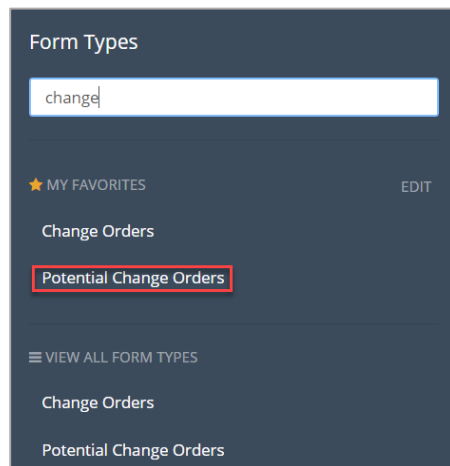 Form Types
change
MY FAVORITES EDIT
Change Orders
Potential Change Orders
VIEW ALL FORM TYPES
Change Orders
Potential Change Orders